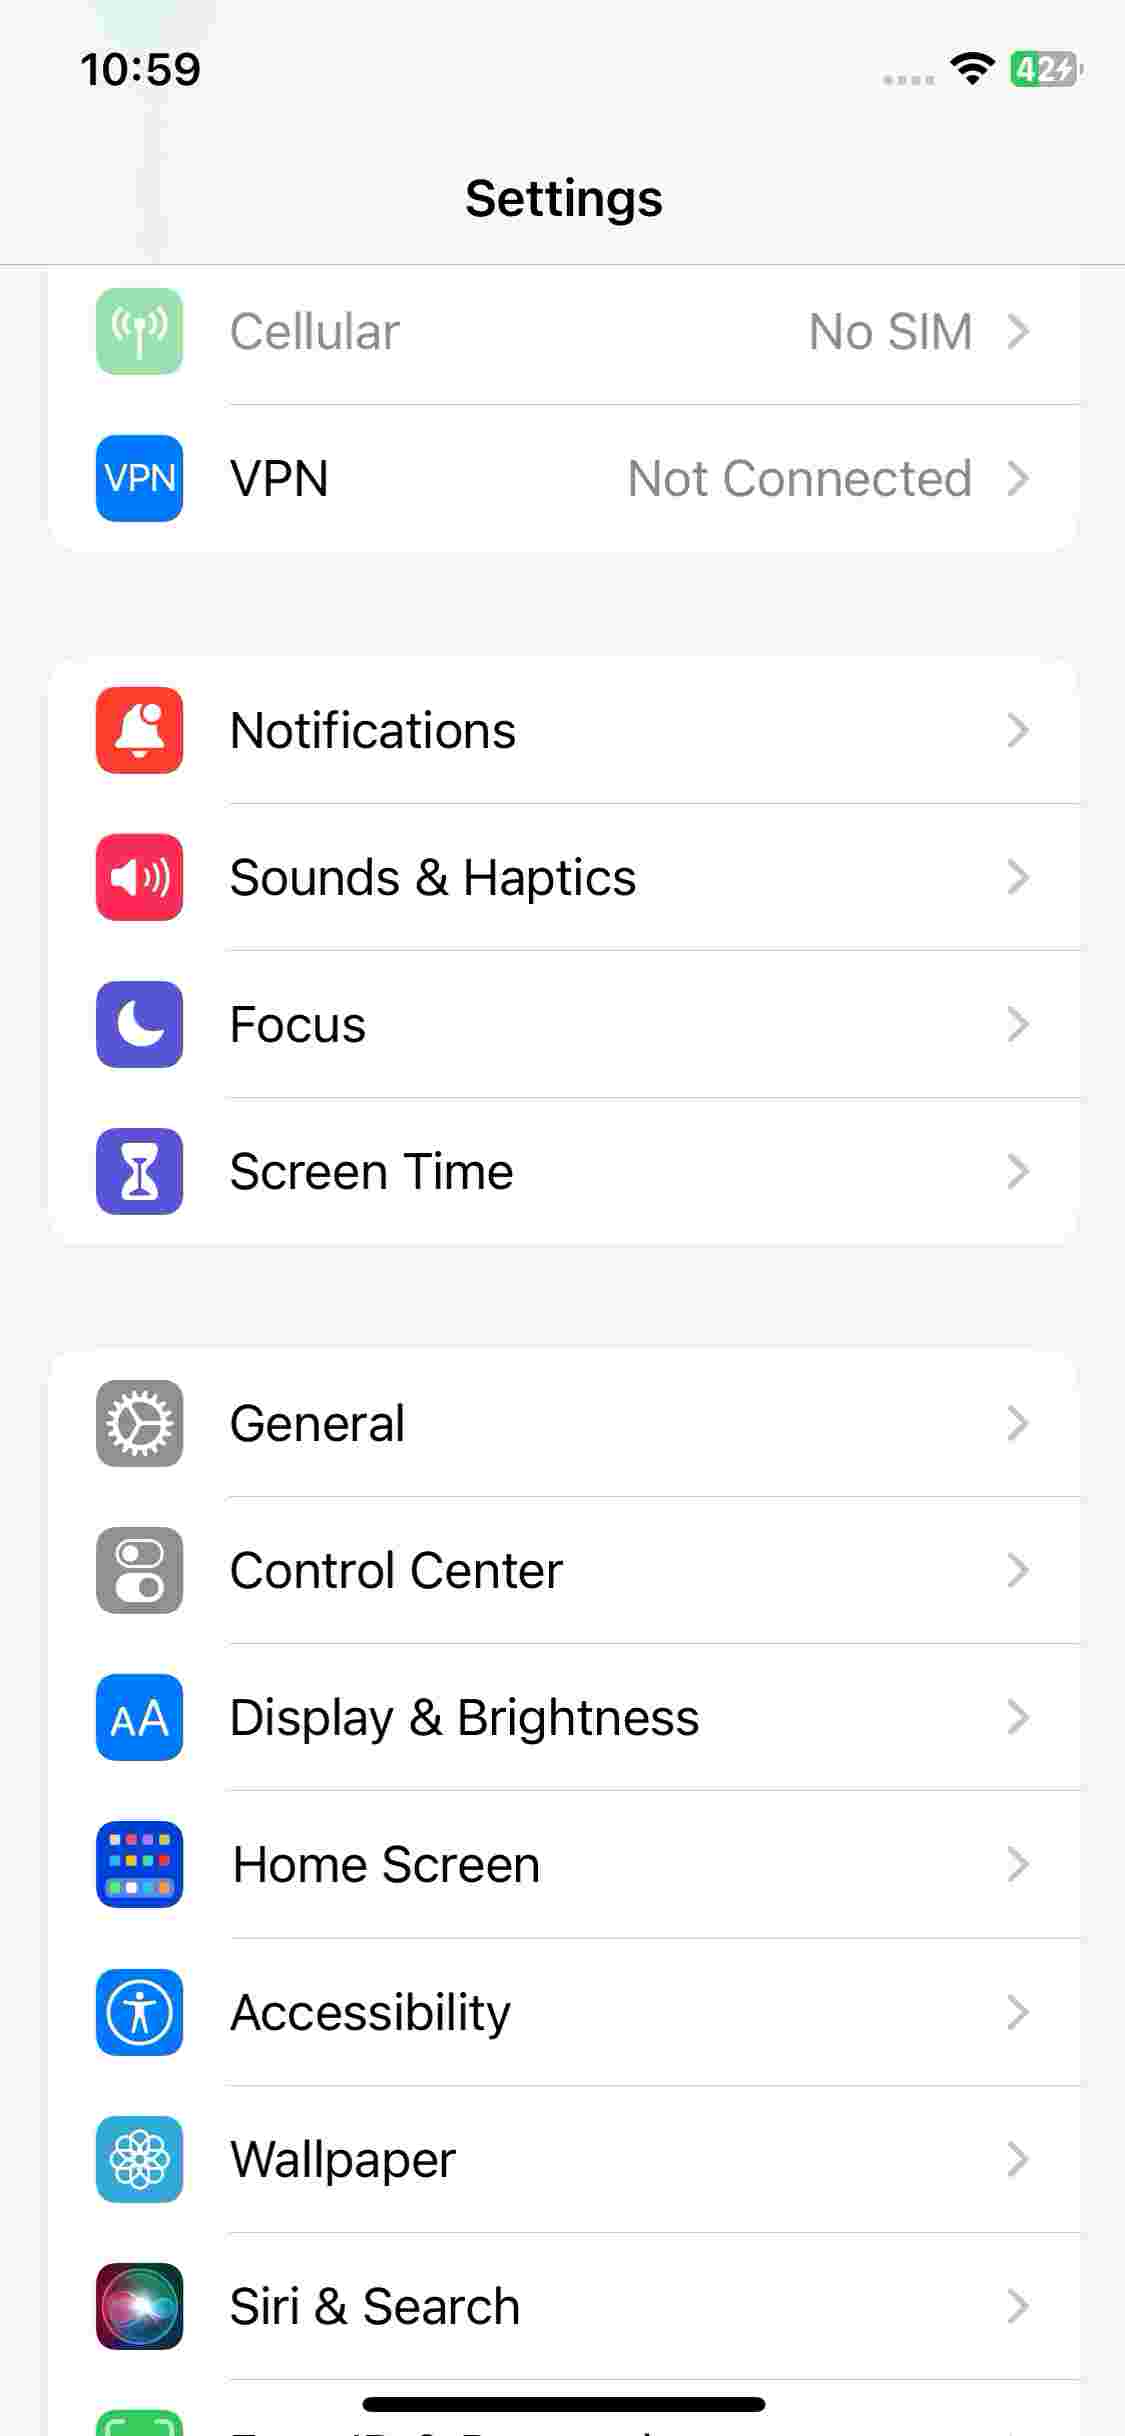 10:59
42
Settings
Cellular No SIM
VPN VPN Not Connected
Notifications
Sounds & Haptics
Focus
Screen Time
General
Control Center
AA Display & Brightness
Home Screen
Accessibility
Wallpaper
Siri & Search